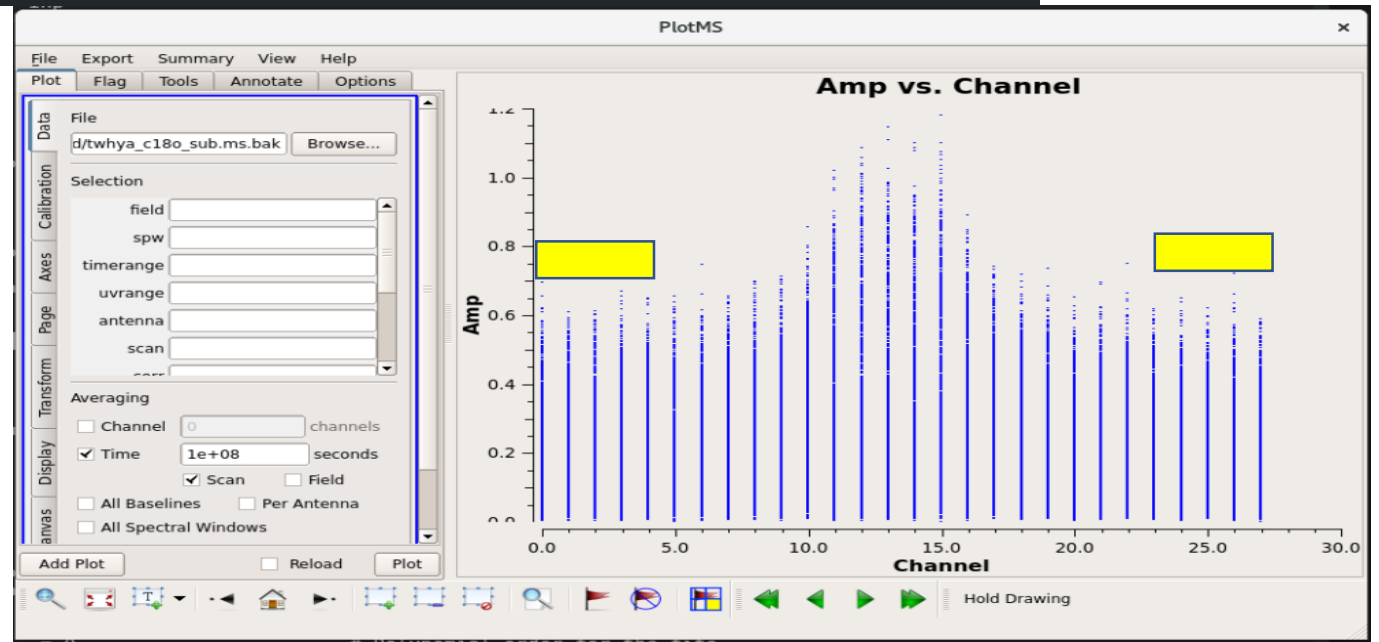 PlotMS
File Export Summary View Help
Plot Flag Tools Annotate Options
Data
Calibration
Axes
Page
Transform
Display
File
d/twhya_c18o_sub.ms.bak Browse...
Selection
field
spw
timerange
uvrange
antenna
scan
Averaging
Channel 0 channels
Time 1e+08 seconds
Scan Field
All Baselines Per Antenna
All Spectral Windows
Add Plot Reload Plot
Amp vs. Channel
Amp
1.2
1.0
0.8
0.6
0.4
0.2
0.0
0.0 5.0 10.0 15.0 20.0 25.0 30.0
Channel
T Hold Drawing